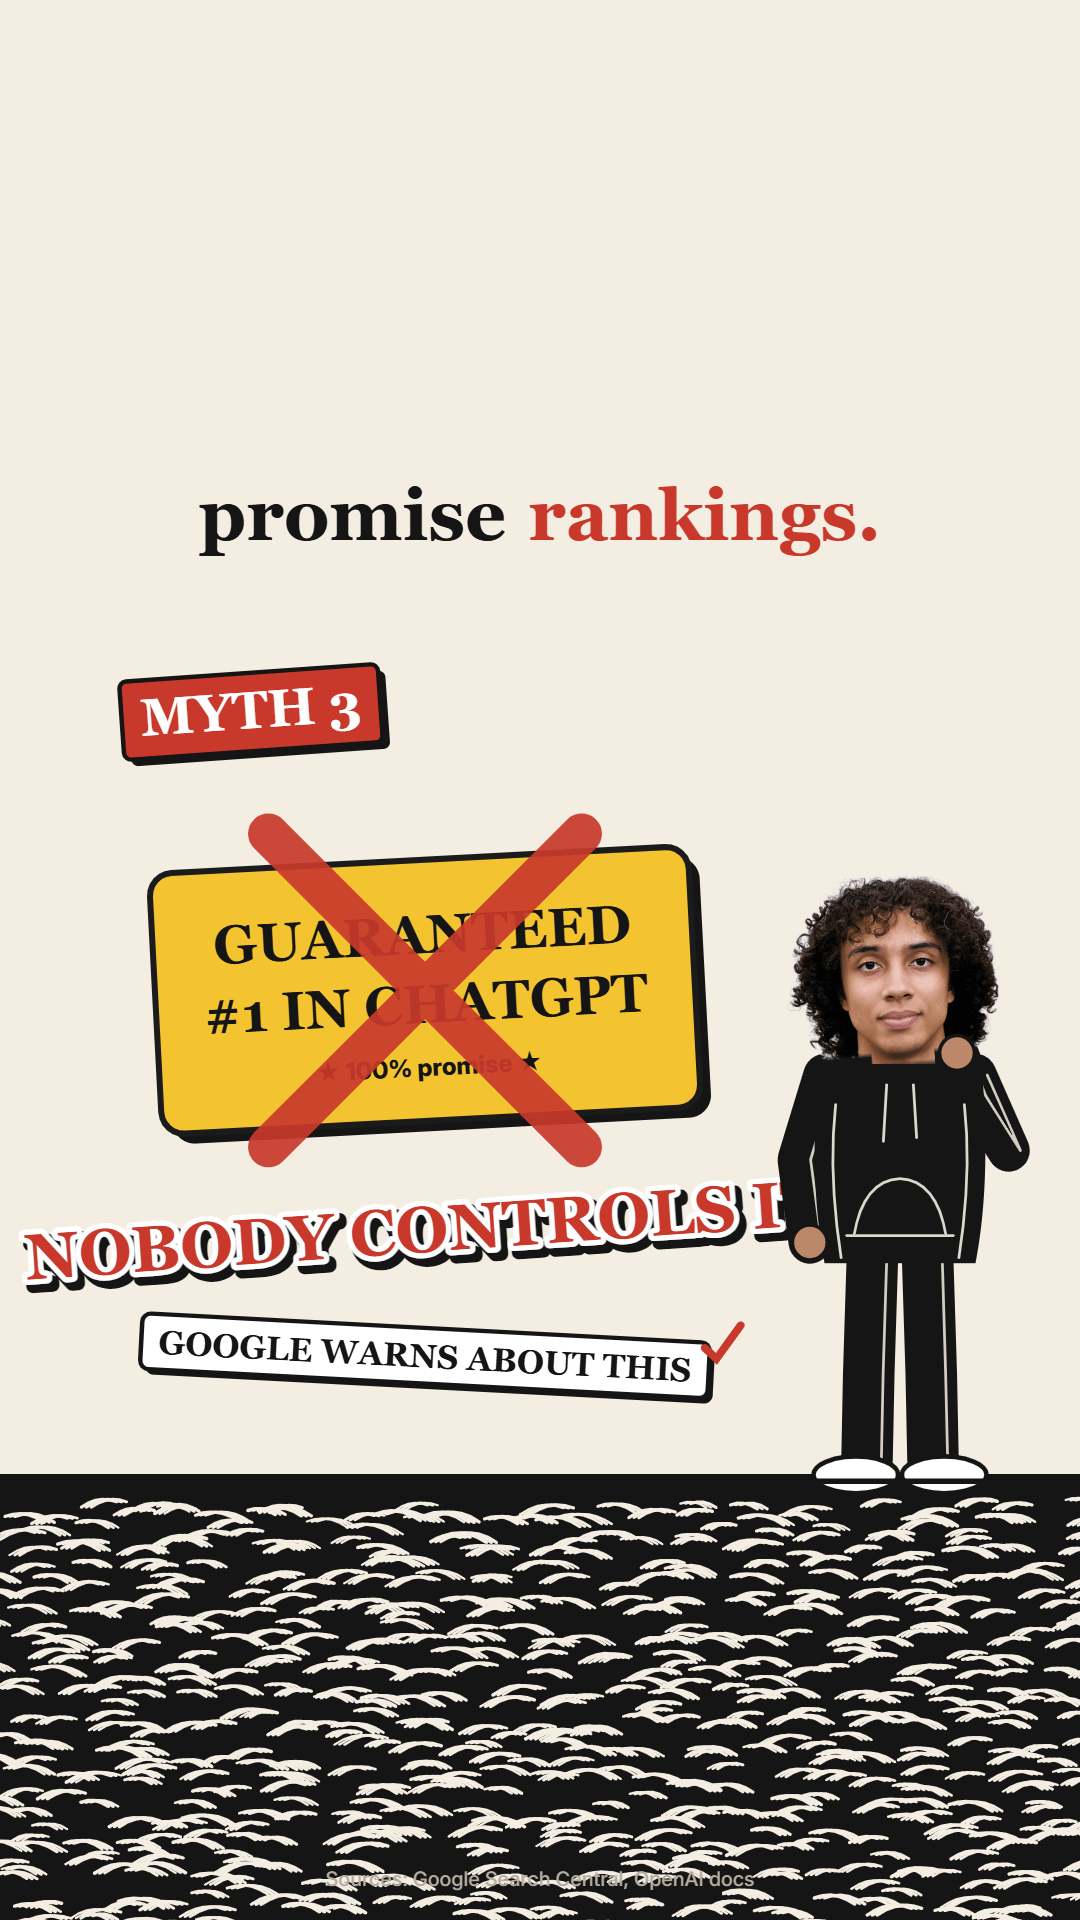 promise rankings.
MYTH 3
GUARANTEED
#1 IN CHATGPT
★ 100% promise ★
NOBODY CONTROLS
GOOGLE WARNS ABOUT THIS
Sources: Google Search Central, OpenAI docs